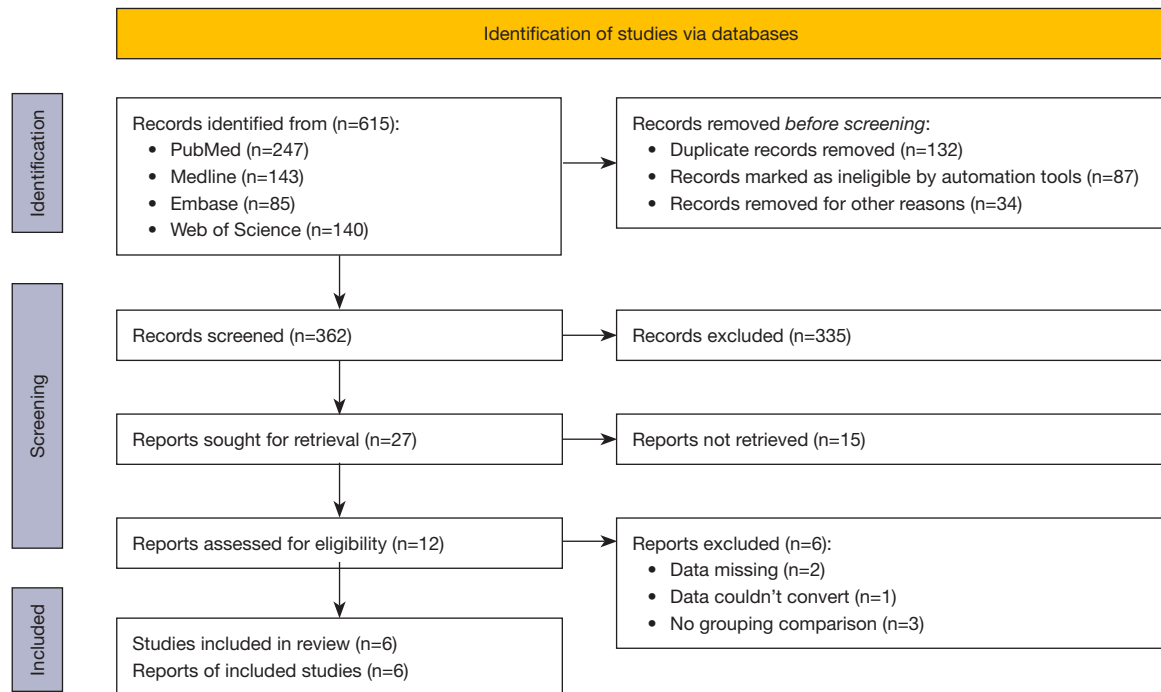 Identification of studies via databases
Identification
Records identified from (n=615):
• PubMed (n=247)
• Medline (n=143)
• Embase (n=85)
• Web of Science (n=140)
Records removed before screening:
• Duplicate records removed (n=132)
• Records marked as ineligible by automation tools (n=87)
• Records removed for other reasons (n=34)
Screening
Records screened (n=362)
Records excluded (n=335)
Reports sought for retrieval (n=27)
Reports not retrieved (n=15)
Reports assessed for eligibility (n=12)
Reports excluded (n=6):
• Data missing (n=2)
• Data couldn't convert (n=1)
• No grouping comparison (n=3)
Included
Studies included in review (n=6)
Reports of included studies (n=6)